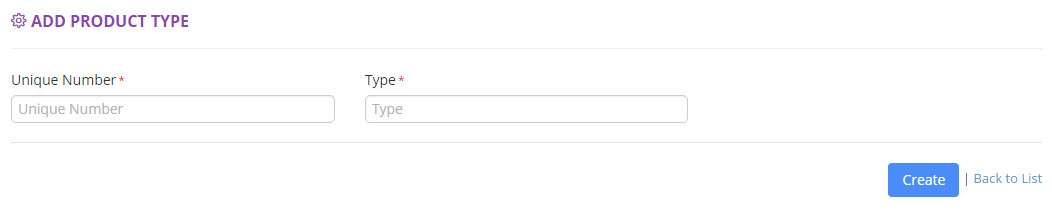 ADD PRODUCT TYPE
Unique Number * Type *
Unique Number Type
Create | Back to List